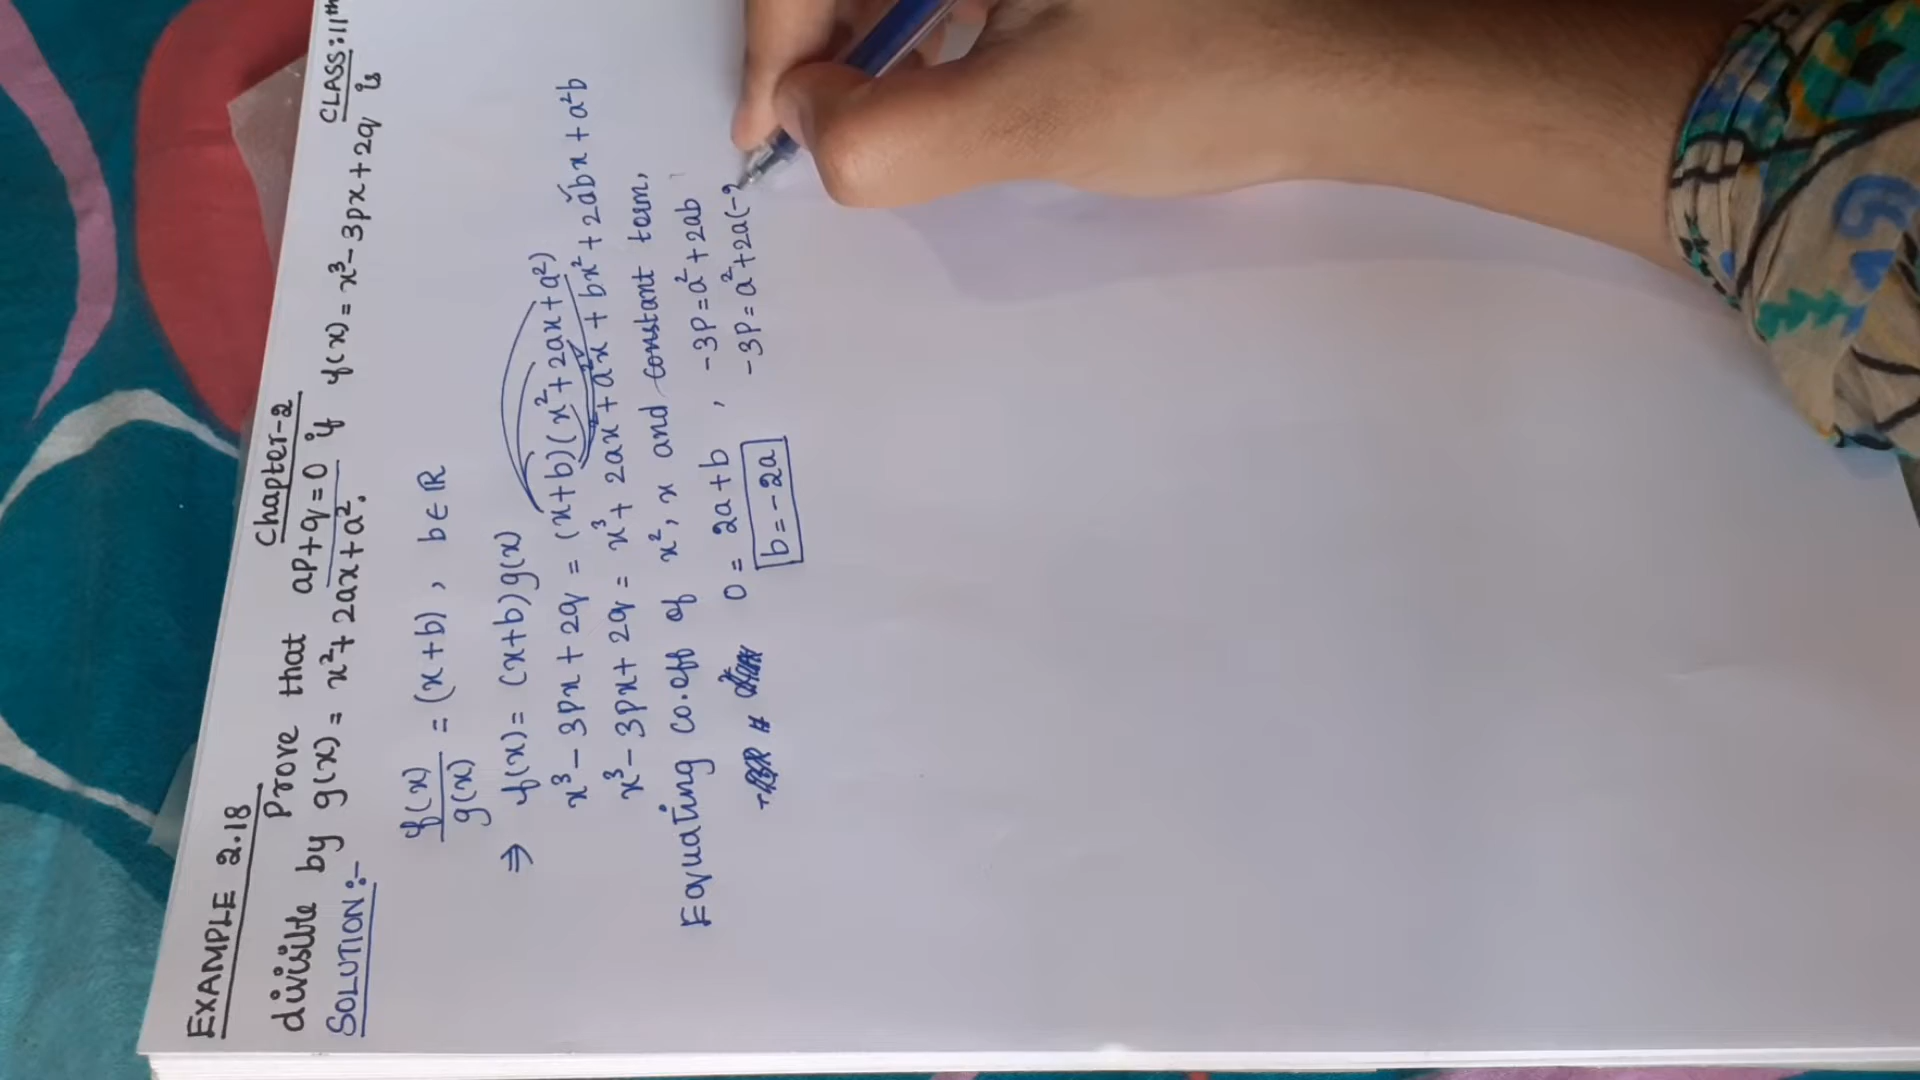 CLASS:11th
Chapter-2
EXAMPLE 2.18
Prove that ap+q=0 if f(x)=x³-3px+2q is
divisible by g(x)=x²+2ax+a².
SOLUTION:-
f(x)/g(x) = (x+b), b∈ℝ
⇒ f(x)=(x+b)g(x)
x³-3px+2q=(x+b)(x²+2ax+a²)
x³-3px+2q=x³+2ax²+a²x+bx²+2abx+a²b
Equating co.eff of x², x and constant term,
0=2a+b, -3p=a²+2ab
b=-2a -3p=a²+2a(-2